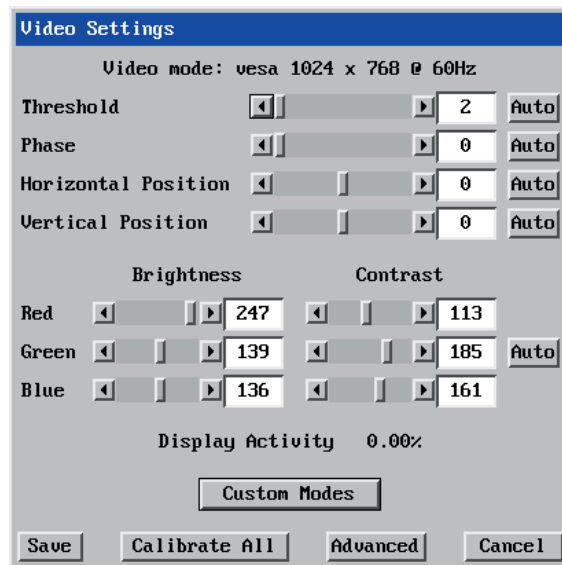 Video Settings
Video mode: vesa 1024 x 768 @ 60Hz
Threshold 2 Auto
Phase 0 Auto
Horizontal Position 0 Auto
Vertical Position 0 Auto
Brightness Contrast
Red 247 113
Green 139 185 Auto
Blue 136 161
Display Activity 0.00%
Custom Modes
Save Calibrate All Advanced Cancel